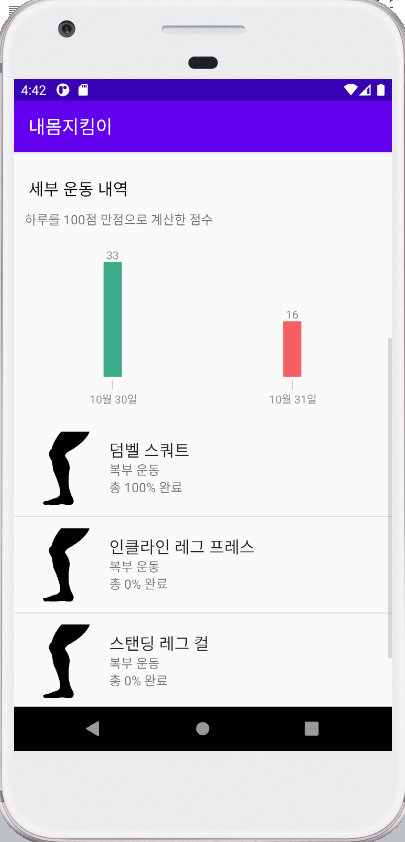 4:42
내몸지킴이
세부 운동 내역
하루를 100점 만점으로 계산한 점수
33
16
10월 30일
10월 31일
덤벨 스쿼트
복부 운동
총 100% 완료
인클라인 레그 프레스
복부 운동
총 0% 완료
스탠딩 레그 컬
복부 운동
총 0% 완료